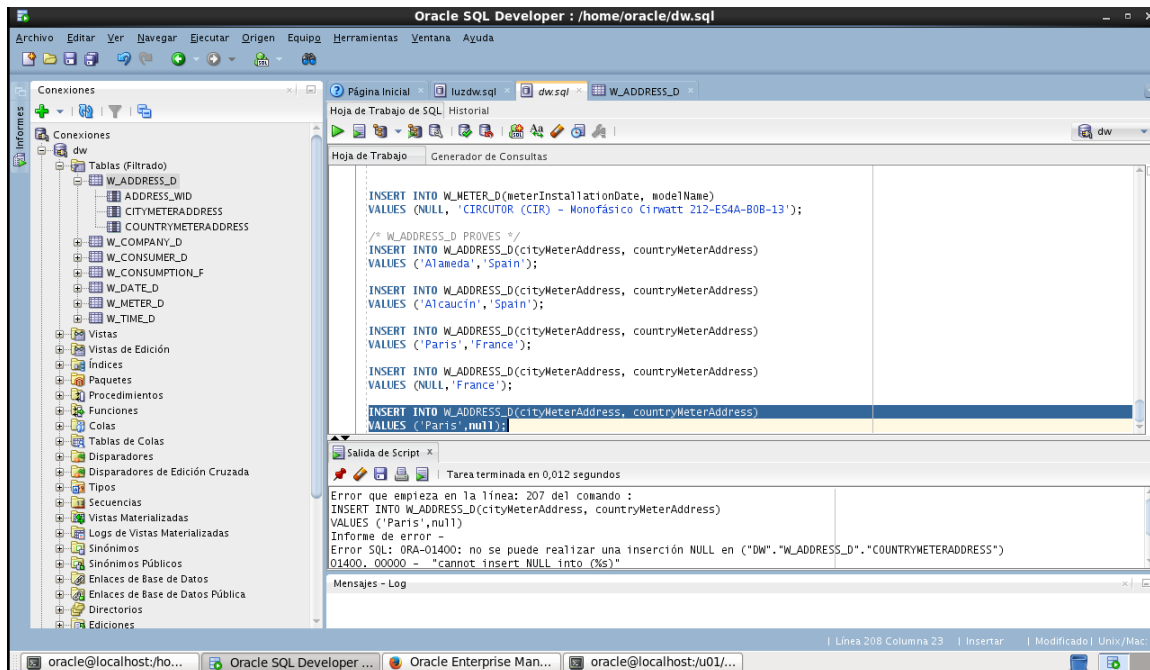 Oracle SQL Developer : /home/oracle/dw.sql
Archivo Editar Ver Navegar Ejecutar Origen Equipo Herramientas Ventana Ayuda
Informes
Conexiones
Conexiones
dw
Tablas (Filtrado)
W_ADDRESS_D
ADDRESS_WID
CITYMETERADDRESS
COUNTRYMETERADDRESS
W_COMPANY_D
W_CONSUMER_D
W_CONSUMPTION_F
W_DATE_D
W_METER_D
W_TIME_D
Vistas
Vistas de Edición
Índices
Paquetes
Procedimientos
Funciones
Colas
Tablas de Colas
Disparadores
Disparadores de Edición Cruzada
Tipos
Secuencias
Vistas Materializadas
Logs de Vistas Materializadas
Sinónimos
Sinónimos Públicos
Enlaces de Base de Datos
Enlaces de Base de Datos Pública
Directorios
Ediciones
Página Inicial luzdw.sql dw.sql W_ADDRESS_D
Hoja de Trabajo de SQL Historial
dw
Hoja de Trabajo Generador de Consultas
INSERT INTO W_METER_D(meterInstallationDate, modelName)
VALUES (NULL, 'CIRCUTOR (CIR) - Monofásico Cirwatt 212-ES4A-B0B-13');
/* W_ADDRESS_D PROVES */
INSERT INTO W_ADDRESS_D(cityMeterAddress, countryMeterAddress)
VALUES ('Alameda','Spain');
INSERT INTO W_ADDRESS_D(cityMeterAddress, countryMeterAddress)
VALUES ('Alcaucín','Spain');
INSERT INTO W_ADDRESS_D(cityMeterAddress, countryMeterAddress)
VALUES ('Paris','France');
INSERT INTO W_ADDRESS_D(cityMeterAddress, countryMeterAddress)
VALUES (NULL,'France');
INSERT INTO W_ADDRESS_D(cityMeterAddress, countryMeterAddress)
VALUES ('Paris',null);
Salida de Script
Tarea terminada en 0,012 segundos
Error que empieza en la línea: 207 del comando :
INSERT INTO W_ADDRESS_D(cityMeterAddress, countryMeterAddress)
VALUES ('Paris',null)
Informe de error -
Error SQL: ORA-01400: no se puede realizar una inserción NULL en ("DW"."W_ADDRESS_D"."COUNTRYMETERADDRESS")
01400. 00000 - "cannot insert NULL into (%s)"
Mensajes - Log
Línea 208 Columna 23 | Insertar | Modificado | Unix/Mac:
oracle@localhost:/ho... Oracle SQL Developer ... Oracle Enterprise Man... oracle@localhost:/u01/...